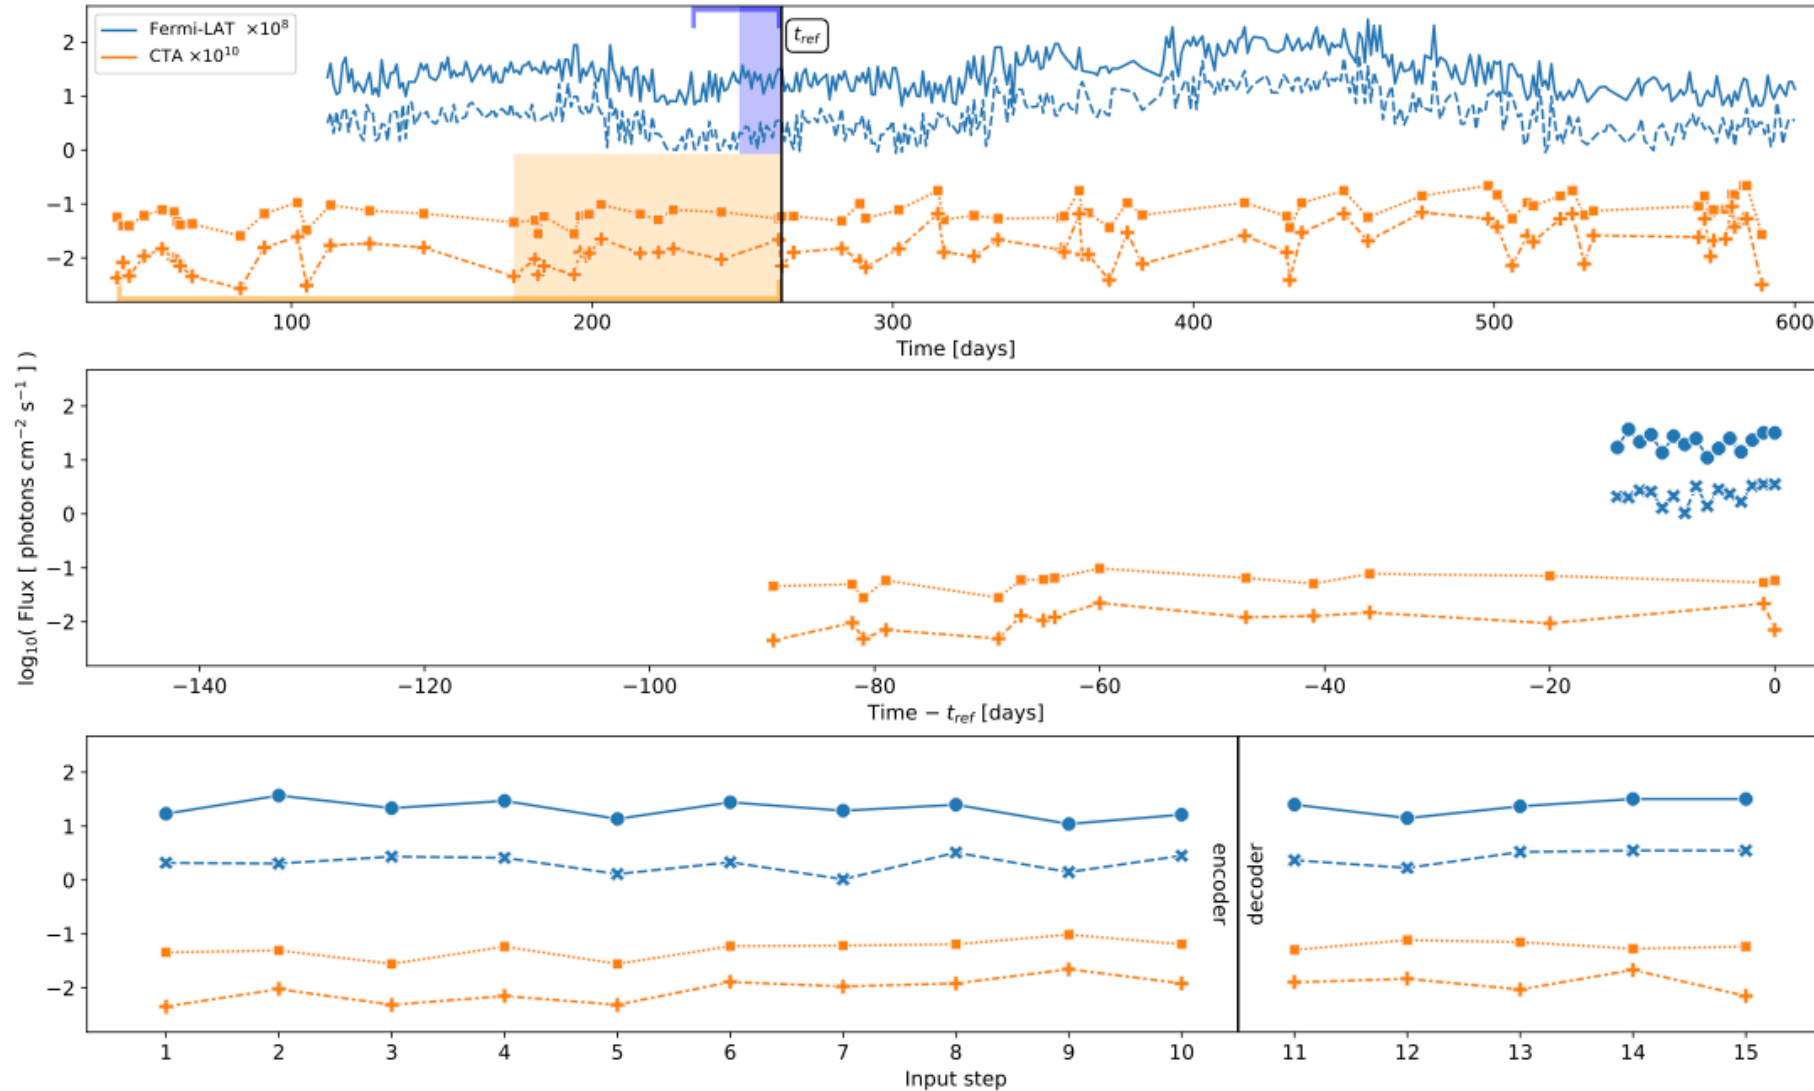 Fermi-LAT ×10⁸
CTA ×10¹⁰
t_ref
2
1
0
−1
−2
100 200 300 400 500 600
Time [days]
log₁₀( Flux [ photons cm⁻² s⁻¹ ] )
2
1
0
−1
−2
−140 −120 −100 −80 −60 −40 −20 0
Time − t_ref [days]
2
1
0
−1
−2
encoder
decoder
1 2 3 4 5 6 7 8 9 10 11 12 13 14 15
Input step